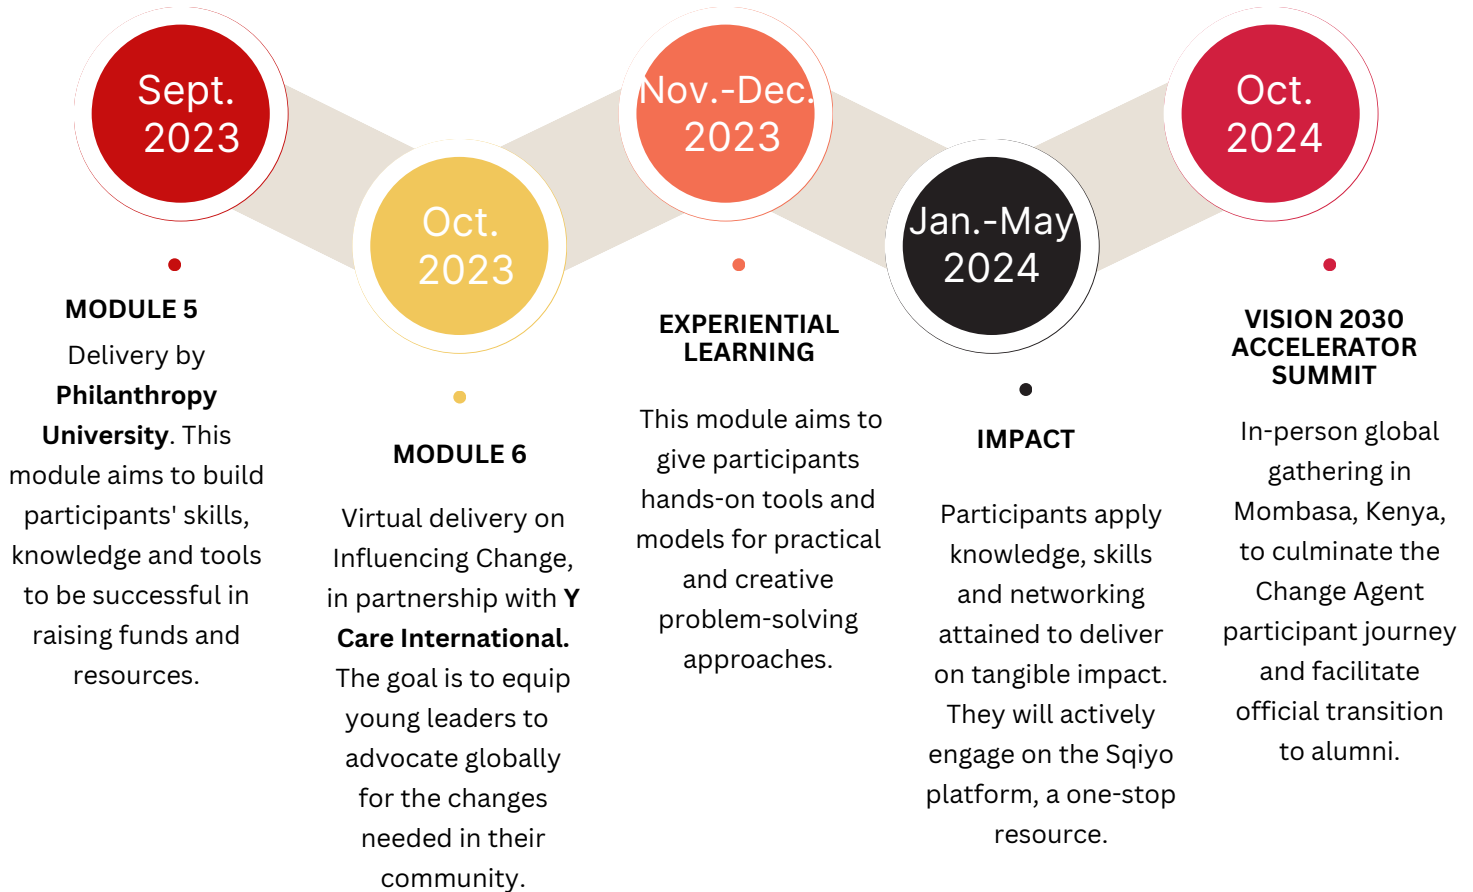 Sept.
2023
MODULE 5
Delivery by
Philanthropy
University. This
module aims to build
participants' skills,
knowledge and tools
to be successful in
raising funds and
resources.
Oct.
2023
MODULE 6
Virtual delivery on
Influencing Change,
in partnership with Y
Care International.
The goal is to equip
young leaders to
advocate globally
for the changes
needed in their
community.
Nov.-Dec.
2023
EXPERIENTIAL
LEARNING
This module aims to
give participants
hands-on tools and
models for practical
and creative
problem-solving
approaches.
Jan.-May
2024
IMPACT
Participants apply
knowledge, skills
and networking
attained to deliver
on tangible impact.
They will actively
engage on the Sqiyo
platform, a one-stop
resource.
Oct.
2024
VISION 2030
ACCELERATOR
SUMMIT
In-person global
gathering in
Mombasa, Kenya,
to culminate the
Change Agent
participant journey
and facilitate
official transition
to alumni.